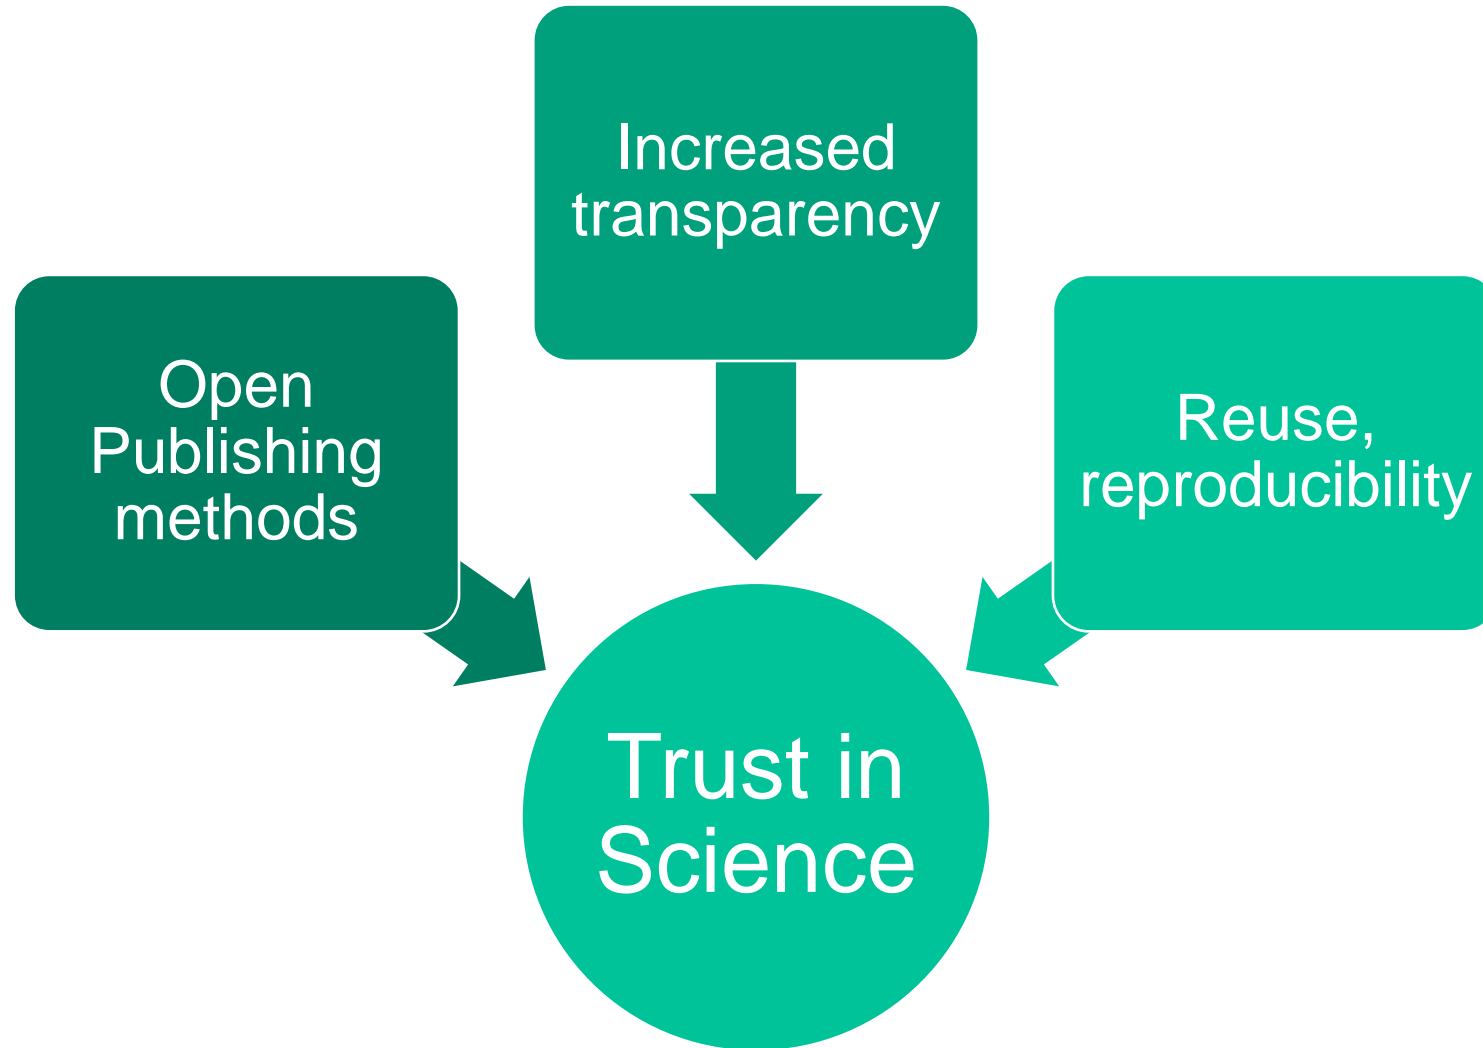 Increased
transparency
Open
Publishing
methods
Reuse,
reproducibility
Trust in
Science